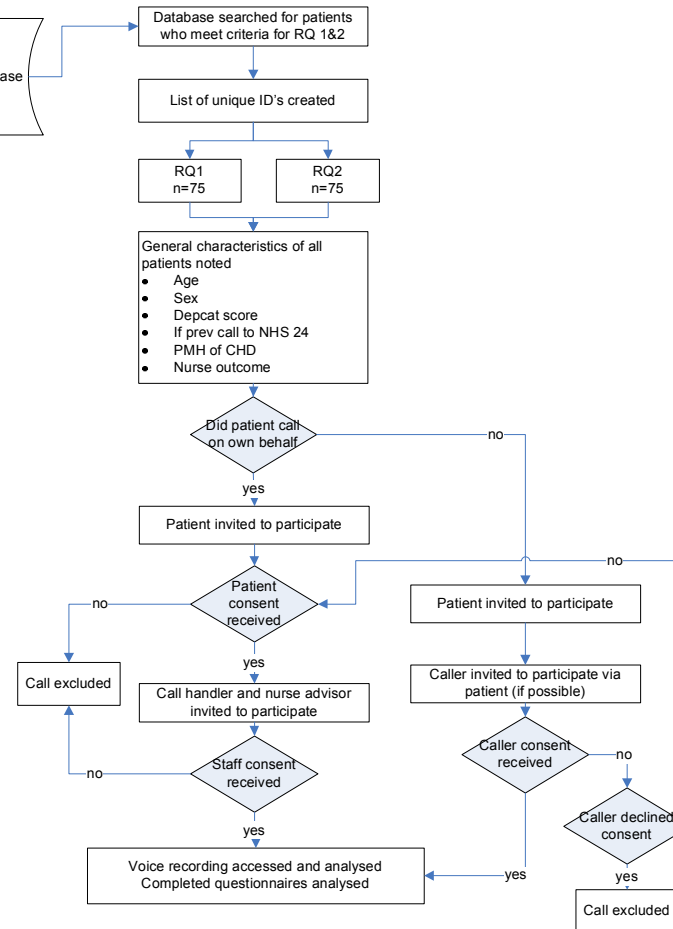 Database searched for patients
who meet criteria for RQ 1&2
ase
List of unique ID's created
RQ1
n=75
RQ2
n=75
General characteristics of all
patients noted
● Age
● Sex
● Depcat score
● If prev call to NHS 24
● PMH of CHD
● Nurse outcome
Did patient call
on own behalf
no
yes
Patient invited to participate
no
Patient
consent
received
no
Patient invited to participate
yes
Call excluded
Call handler and nurse advisor
invited to participate
Caller invited to participate via
patient (if possible)
Staff consent
received
no
Caller consent
received
no
yes
Caller declined
consent
Voice recording accessed and analysed
Completed questionnaires analysed
yes
yes
Call excluded